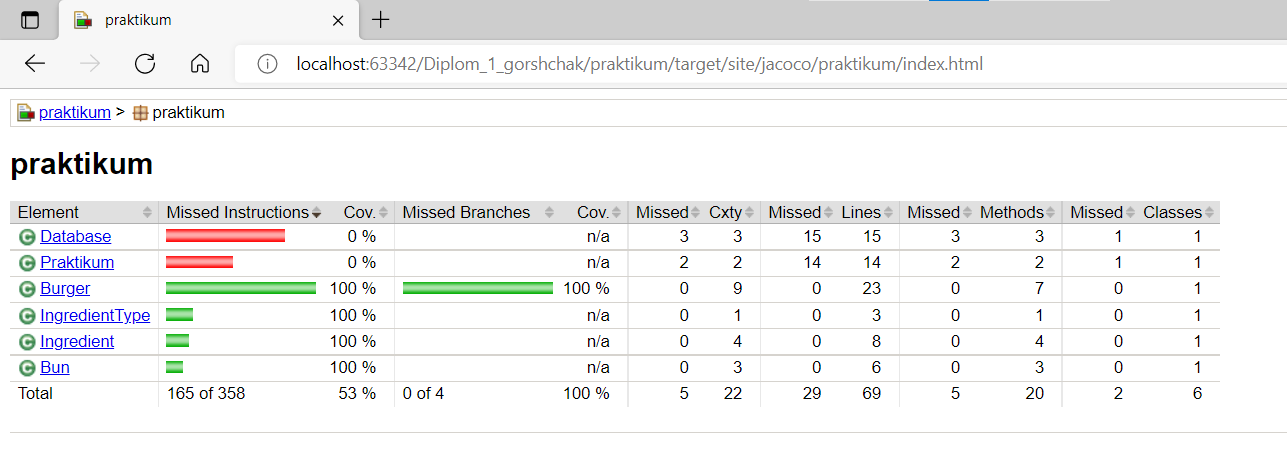 praktikum
localhost:63342/Diplom_1_gorshchak/praktikum/target/site/jacoco/praktikum/index.html
praktikum > praktikum
praktikum
Element Missed Instructions Cov. Missed Branches Cov. Missed Cxty Missed Lines Missed Methods Missed Classes
Database 0 % n/a 3 3 15 15 3 3 1 1
Praktikum 0 % n/a 2 2 14 14 2 2 1 1
Burger 100 % 100 % 0 9 0 23 0 7 0 1
IngredientType 100 % n/a 0 1 0 3 0 1 0 1
Ingredient 100 % n/a 0 4 0 8 0 4 0 1
Bun 100 % n/a 0 3 0 6 0 3 0 1
Total 165 of 358 53 % 0 of 4 100 % 5 22 29 69 5 20 2 6